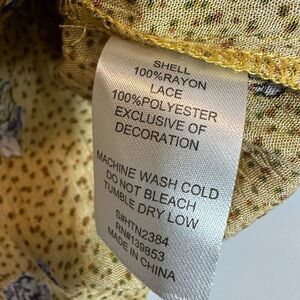 SHELL
100%RAYON
LACE
100%POLYESTER
EXCLUSIVE OF
DECORATION
MACHINE WASH COLD
DO NOT BLEACH
TUMBLE DRY LOW
S#HTN2384
RN#139853
MADE IN CHINA